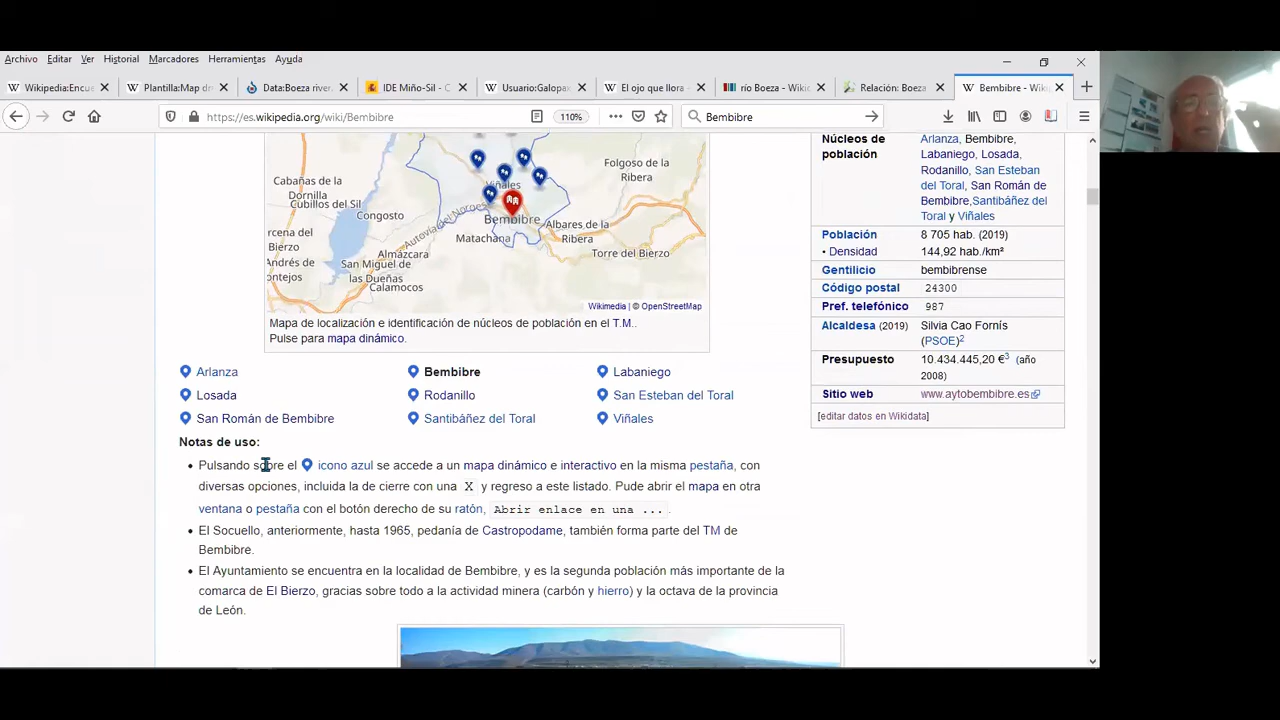 Archivo Editar Ver Historial Marcadores Herramientas Ayuda
Wikipedia:Encue
Plantilla:Map dr
Data:Boeza river.
IDE Miño-Sil - C
Usuario:Galopax
El ojo que llora -
río Boeza - Wikic
Relación: Boeza
Bembibre - Wiki
https://es.wikipedia.org/wiki/Bembibre
110%
Bembibre
Folgoso de la
Ribera
Cabañas de la
Dornilla
Cubillos del Sil
Congosto
Viñales
Bembibre
Autovía del Noroes
Albares de la
Ribera
Matachana
Almázcara
Torre del Bierzo
rcena del
Bierzo
San Miguel de
las Dueñas
Andrés de
ontejos
Calamocos
Wikimedia | © OpenStreetMap
Mapa de localización e identificación de núcleos de población en el T.M..
Pulse para mapa dinámico.
Arlanza Bembibre Labaniego
Losada Rodanillo San Esteban del Toral
San Román de Bembibre Santibáñez del Toral Viñales
Notas de uso:
• Pulsando sobre el icono azul se accede a un mapa dinámico e interactivo en la misma pestaña, con
diversas opciones, incluida la de cierre con una X y regreso a este listado. Pude abrir el mapa en otra
ventana o pestaña con el botón derecho de su ratón, Abrir enlace en una ... .
• El Socuello, anteriormente, hasta 1965, pedanía de Castropodame, también forma parte del TM de
Bembibre.
• El Ayuntamiento se encuentra en la localidad de Bembibre, y es la segunda población más importante de la
comarca de El Bierzo, gracias sobre todo a la actividad minera (carbón y hierro) y la octava de la provincia
de León.
Núcleos de población
Arlanza, Bembibre,
Labaniego, Losada,
Rodanillo, San Esteban
del Toral, San Román de
Bembibre,Santibáñez del
Toral y Viñales
Población 8 705 hab. (2019)
• Densidad 144,92 hab./km²
Gentilicio bembibrense
Código postal 24300
Pref. telefónico 987
Alcaldesa (2019) Silvia Cao Fornís
(PSOE)2
Presupuesto 10.434.445,20 €3 (año
2008)
Sitio web www.aytobembibre.es
[editar datos en Wikidata]